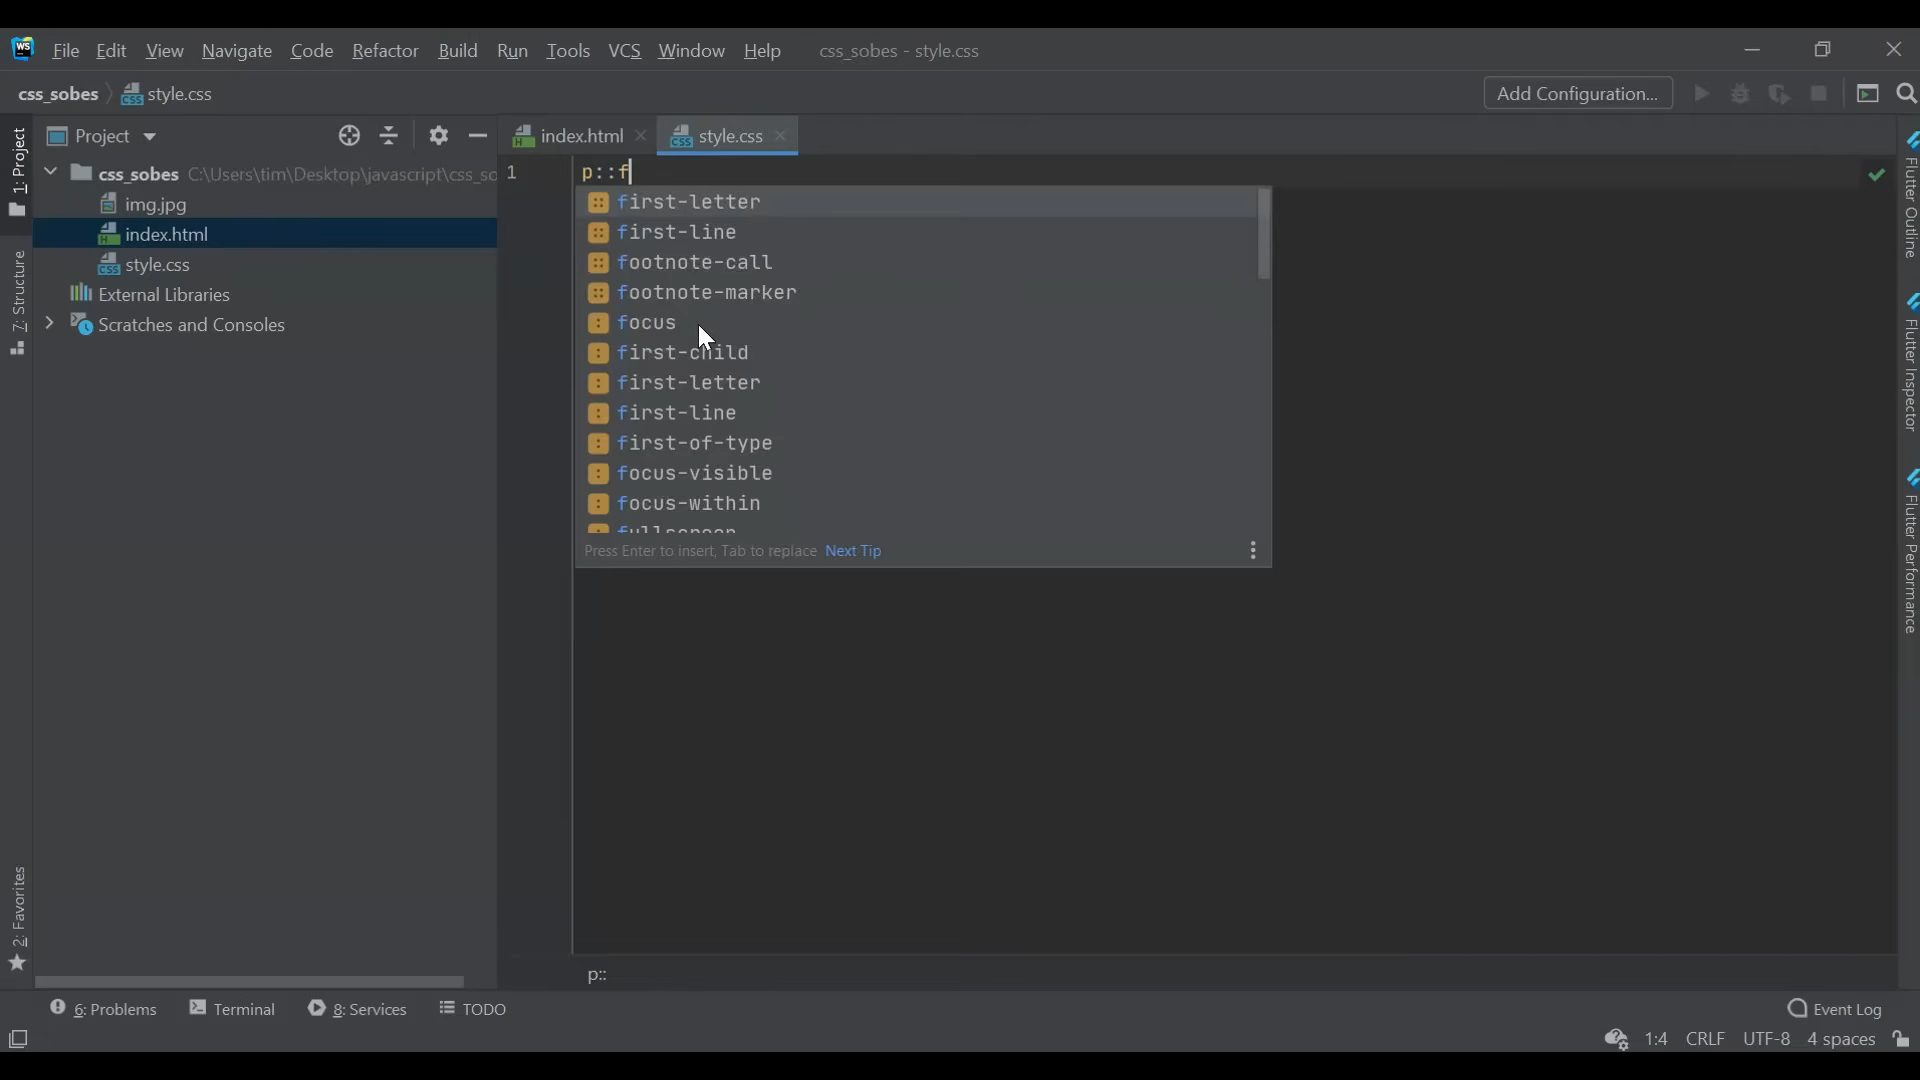 WS File Edit View Navigate Code Refactor Build Run Tools VCS Window Help css_sobes - style.css
css_sobes style.css Add Configuration...
1: Project
7: Structure
2: Favorites
Project
css_sobes C:\Users\tim\Desktop\javascript\css_so
img.jpg
index.html
style.css
External Libraries
Scratches and Consoles
index.html style.css
1 p::f
first-letter
first-line
footnote-call
footnote-marker
focus
first-child
first-letter
first-line
first-of-type
focus-visible
focus-within
fullscreen
Press Enter to insert, Tab to replace Next Tip
p::
Flutter Outline
Flutter Inspector
Flutter Performance
6: Problems Terminal 8: Services TODO Event Log
1:4 CRLF UTF-8 4 spaces